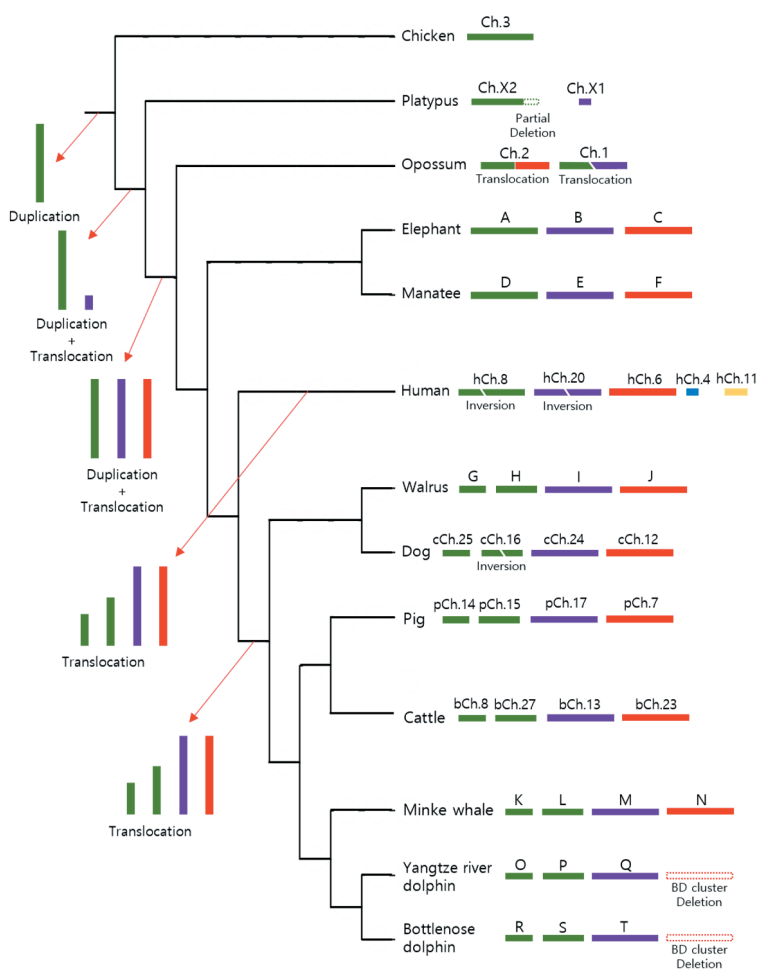 Ch.3
Chicken
Ch.X2 Ch.X1
Platypus
Partial
Deletion
Ch.2 Ch.1
Opossum
Translocation Translocation
Duplication
A B C
Elephant
D E F
Manatee
Duplication
+
Translocation
hCh.8 hCh.20 hCh.6 hCh.4 hCh.11
Human
Inversion Inversion
Duplication
+
Translocation
G H I J
Walrus
cCh.25 cCh.16 cCh.24 cCh.12
Dog
Inversion
pCh.14 pCh.15 pCh.17 pCh.7
Pig
Translocation
bCh.8 bCh.27 bCh.13 bCh.23
Cattle
K L M N
Minke whale
Translocation
O P Q
Yangtze river
dolphin
BD cluster
Deletion
R S T
Bottlenose
dolphin
BD cluster
Deletion